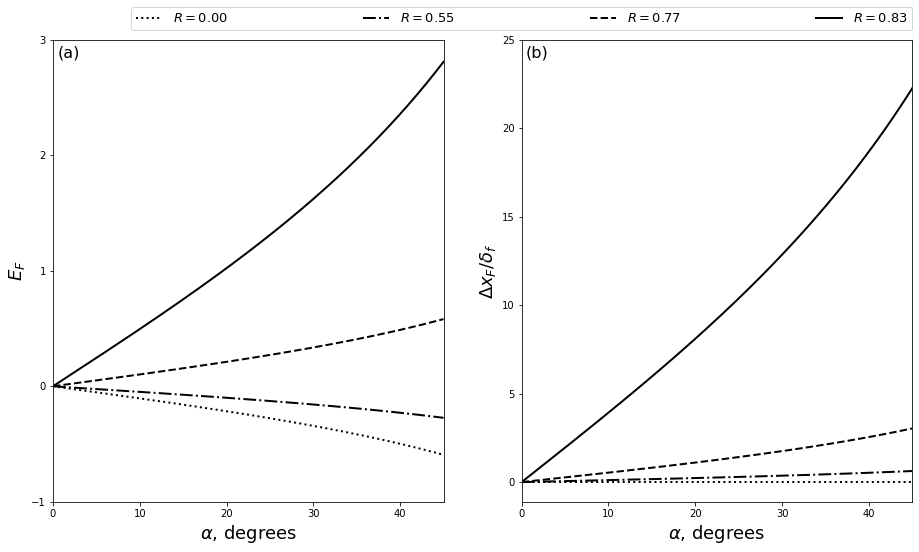 R = 0.00 R = 0.55 R = 0.77 R = 0.83
(a)
3
2
1
0
−1
E_F
0 10 20 30 40
α, degrees
(b)
25
20
15
10
5
0
Δx_F/δ_f
0 10 20 30 40
α, degrees